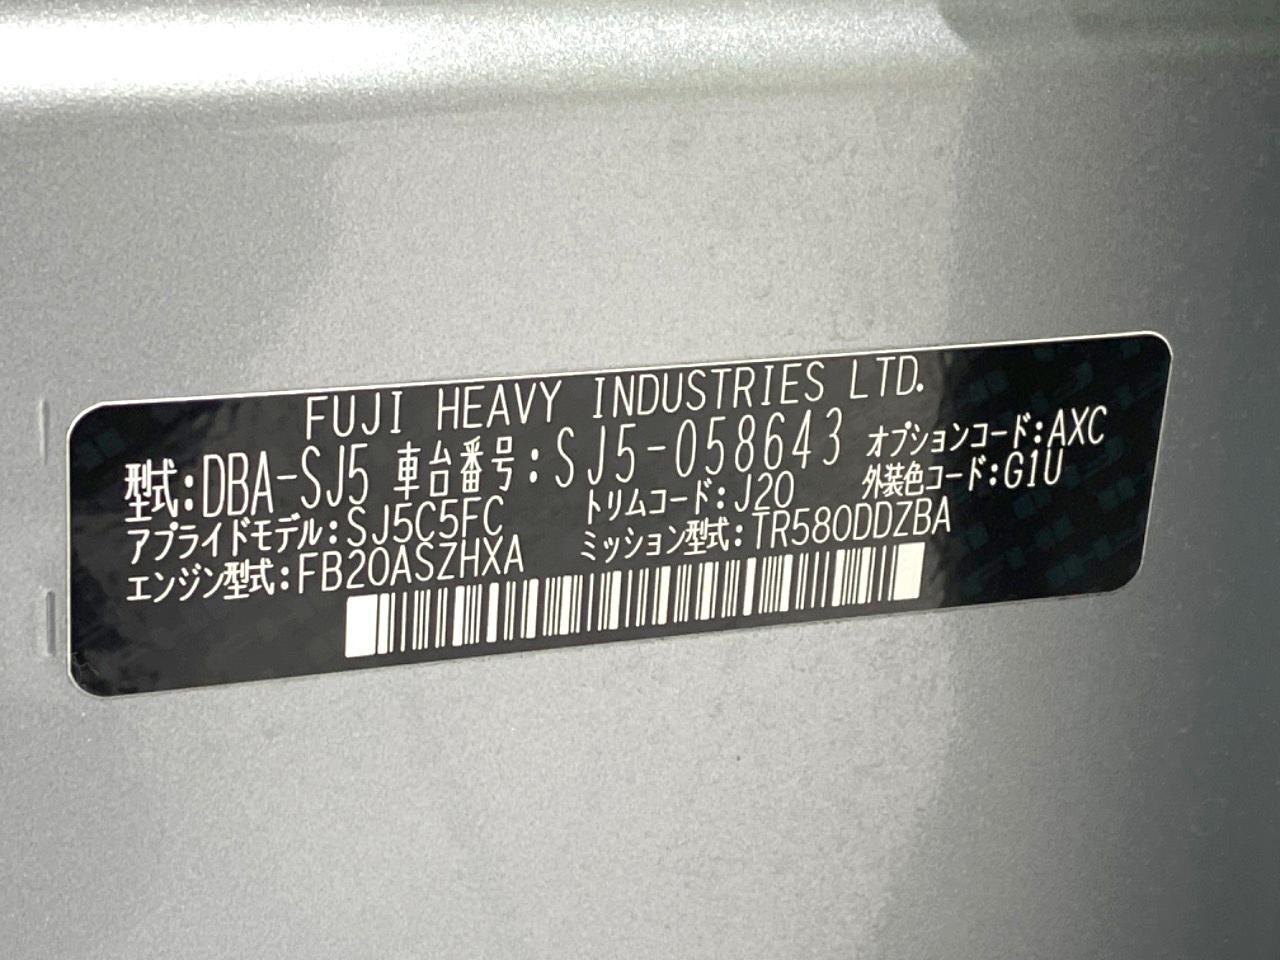 FUJI HEAVY INDUSTRIES LTD.
型式:DBA-SJ5 車台番号:SJ5-058643 オプションコード:AXC
アプライドモデル:SJ5C5FC トリムコード:J20 外装色コード:G1U
エンジン型式:FB20ASZHXA ミッション型式:TR580DDZBA